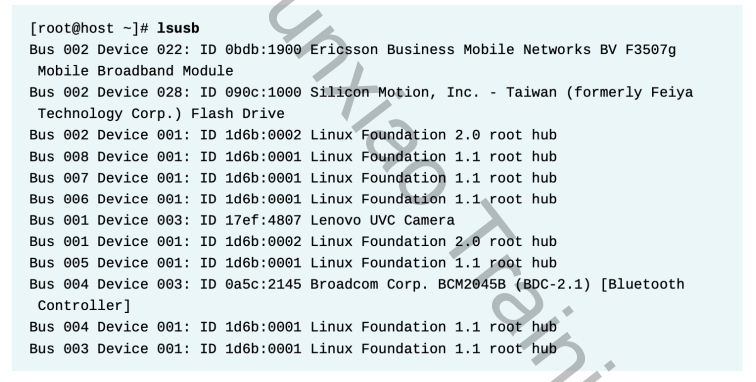 [root@host ~]# lsusb
Bus 002 Device 022: ID 0bdb:1900 Ericsson Business Mobile Networks BV F3507g
Mobile Broadband Module
Bus 002 Device 028: ID 090c:1000 Silicon Motion, Inc. - Taiwan (formerly Feiya
Technology Corp.) Flash Drive
Bus 002 Device 001: ID 1d6b:0002 Linux Foundation 2.0 root hub
Bus 008 Device 001: ID 1d6b:0001 Linux Foundation 1.1 root hub
Bus 007 Device 001: ID 1d6b:0001 Linux Foundation 1.1 root hub
Bus 006 Device 001: ID 1d6b:0001 Linux Foundation 1.1 root hub
Bus 001 Device 003: ID 17ef:4807 Lenovo UVC Camera
Bus 001 Device 001: ID 1d6b:0002 Linux Foundation 2.0 root hub
Bus 005 Device 001: ID 1d6b:0001 Linux Foundation 1.1 root hub
Bus 004 Device 003: ID 0a5c:2145 Broadcom Corp. BCM2045B (BDC-2.1) [Bluetooth
Controller]
Bus 004 Device 001: ID 1d6b:0001 Linux Foundation 1.1 root hub
Bus 003 Device 001: ID 1d6b:0001 Linux Foundation 1.1 root hub